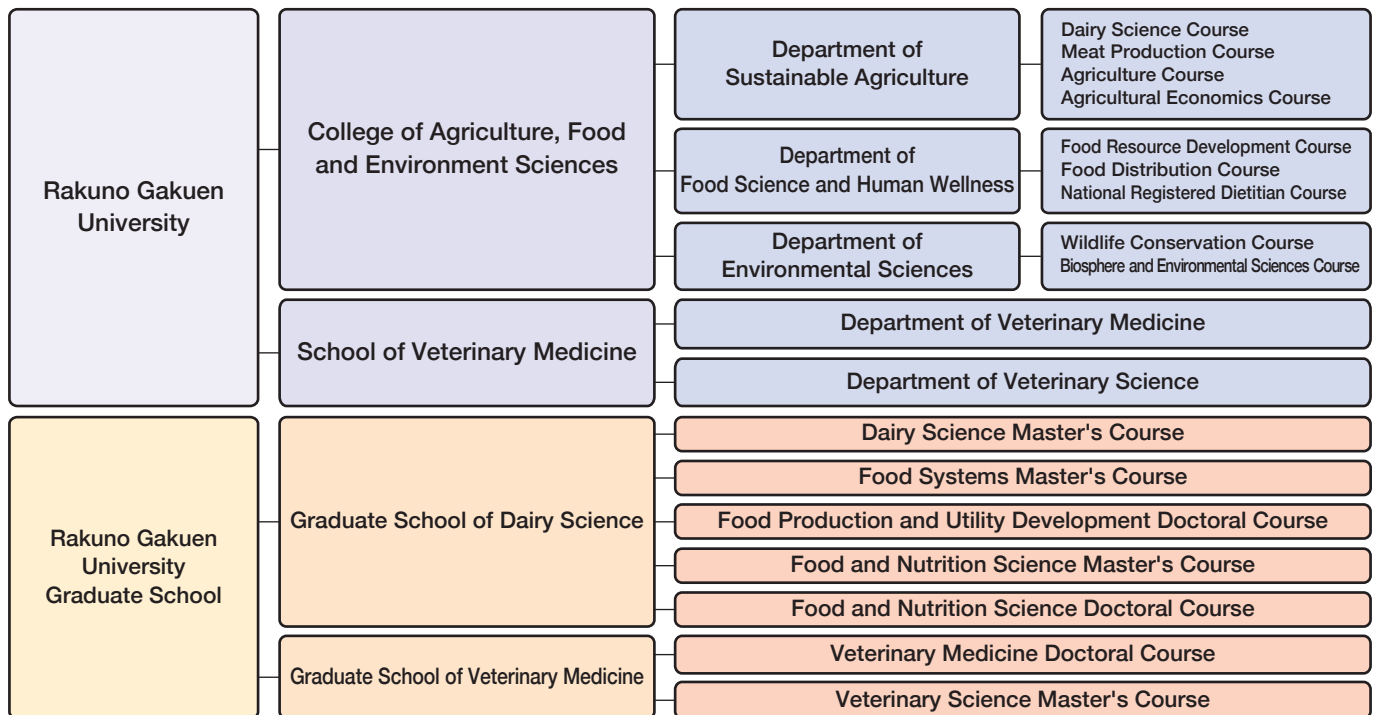 Rakuno Gakuen
University
College of Agriculture, Food
and Environment Sciences
Department of
Sustainable Agriculture
Dairy Science Course
Meat Production Course
Agriculture Course
Agricultural Economics Course
Department of
Food Science and Human Wellness
Food Resource Development Course
Food Distribution Course
National Registered Dietitian Course
Department of
Environmental Sciences
Wildlife Conservation Course
Biosphere and Environmental Sciences Course
School of Veterinary Medicine
Department of Veterinary Medicine
Department of Veterinary Science
Rakuno Gakuen
University
Graduate School
Graduate School of Dairy Science
Dairy Science Master's Course
Food Systems Master's Course
Food Production and Utility Development Doctoral Course
Food and Nutrition Science Master's Course
Food and Nutrition Science Doctoral Course
Graduate School of Veterinary Medicine
Veterinary Medicine Doctoral Course
Veterinary Science Master's Course